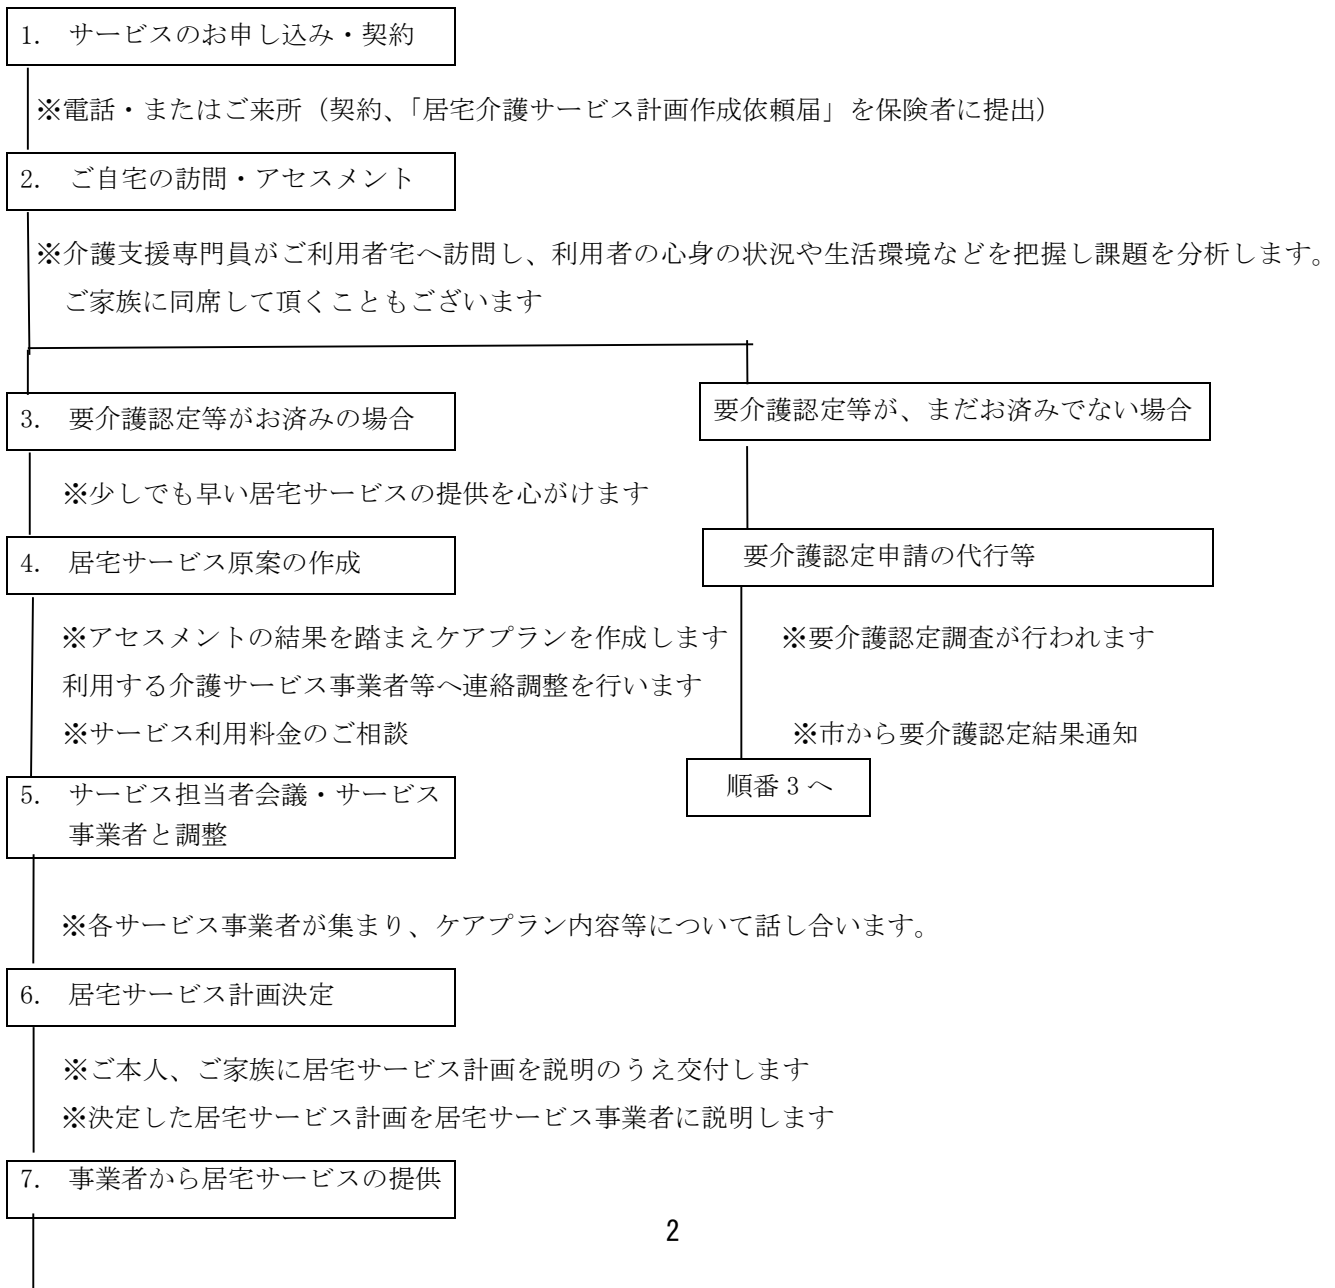 1. サービスのお申し込み・契約
※電話・またはご来所（契約、「居宅介護サービス計画作成依頼届」を保険者に提出）
2. ご自宅の訪問・アセスメント
※介護支援専門員がご利用者宅へ訪問し、利用者の心身の状況や生活環境などを把握し課題を分析します。
ご家族に同席して頂くこともございます
3. 要介護認定等がお済みの場合
要介護認定等が、まだお済みでない場合
※少しでも早い居宅サービスの提供を心がけます
4. 居宅サービス原案の作成
要介護認定申請の代行等
※アセスメントの結果を踏まえケアプランを作成します
※要介護認定調査が行われます
利用する介護サービス事業者等へ連絡調整を行います
※サービス利用料金のご相談
※市から要介護認定結果通知
順番 3 へ
5. サービス担当者会議・サービス
事業者と調整
※各サービス事業者が集まり、ケアプラン内容等について話し合います。
6. 居宅サービス計画決定
※ご本人、ご家族に居宅サービス計画を説明のうえ交付します
※決定した居宅サービス計画を居宅サービス事業者に説明します
7. 事業者から居宅サービスの提供
2